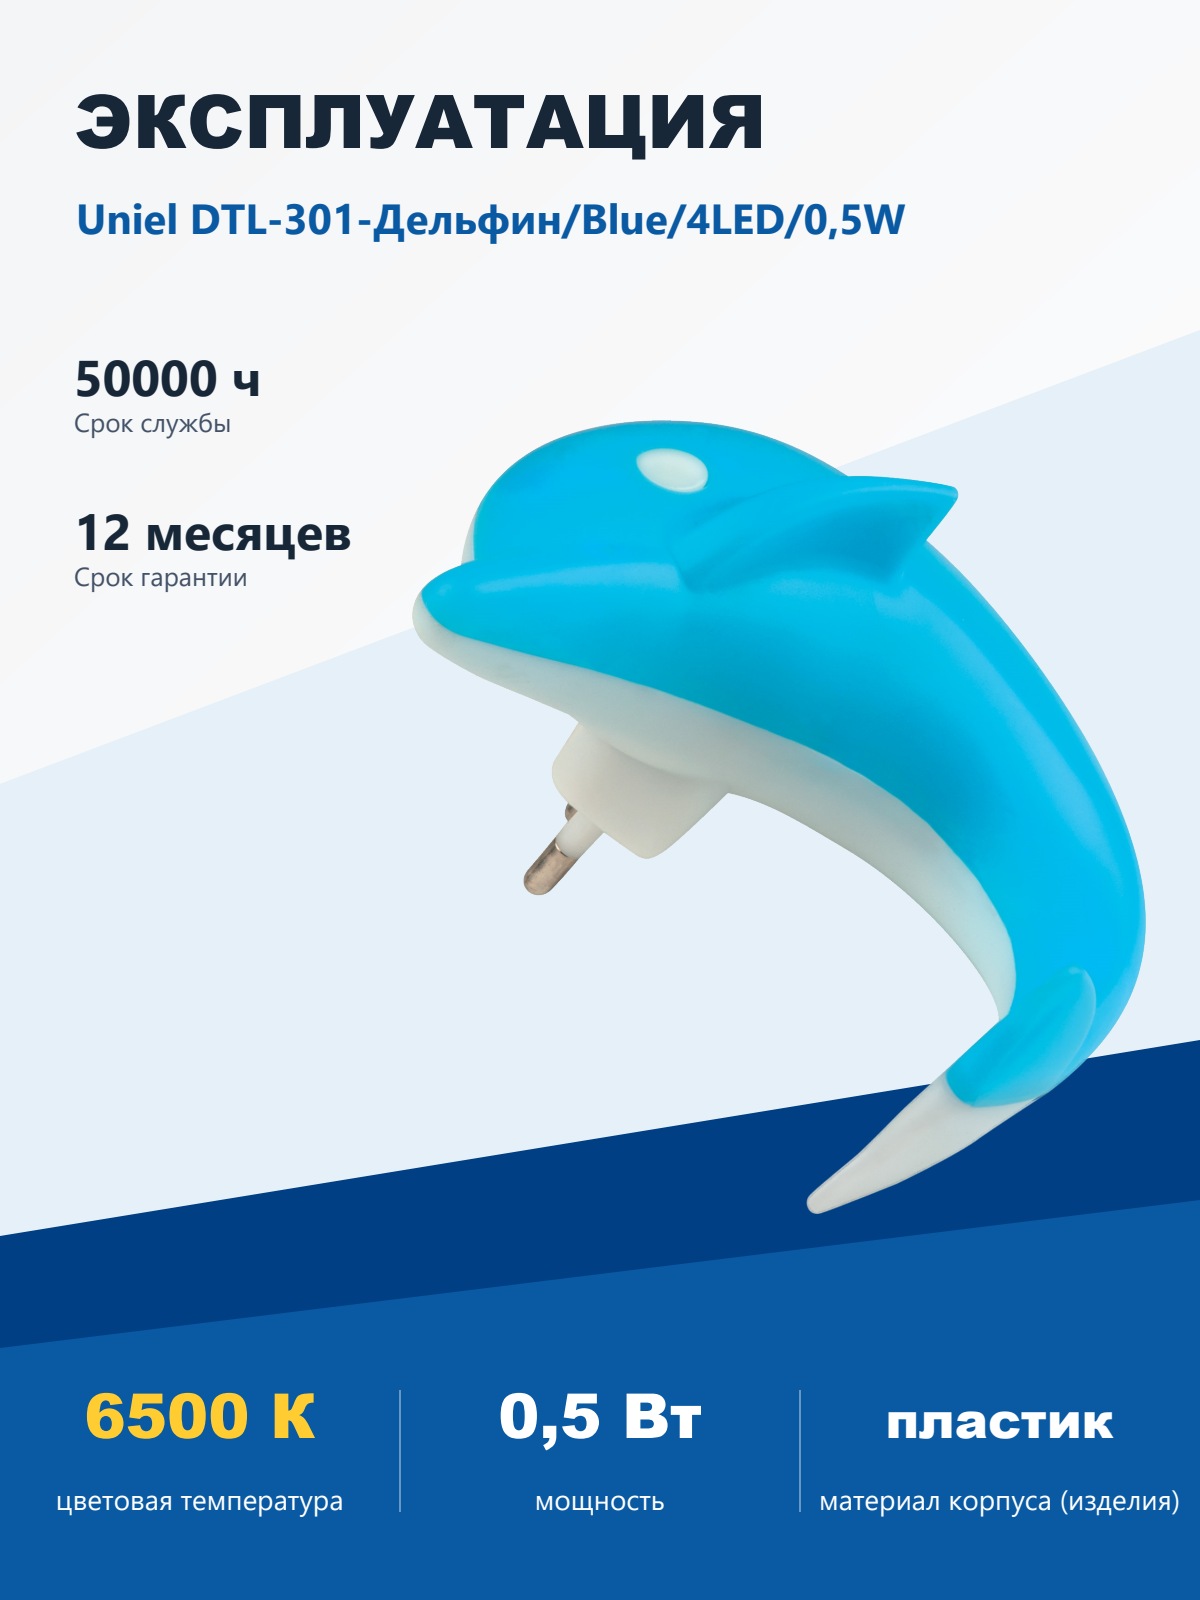 ЭКСПЛУАТАЦИЯ
Uniel DTL-301-Дельфин/Blue/4LED/0,5W
50000 ч
Срок службы
12 месяцев
Срок гарантии
6500 К
цветовая температура
0,5 Вт
мощность
пластик
материал корпуса (изделия)